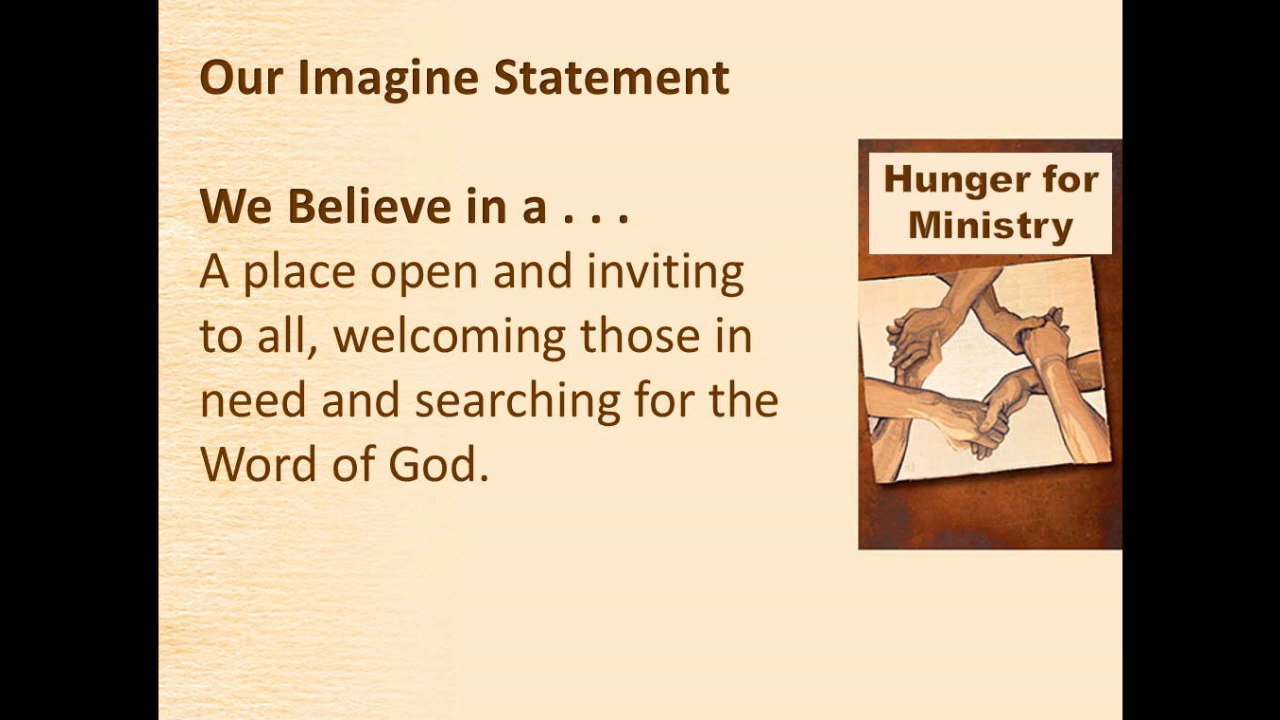 Our Imagine Statement
We Believe in a . . .
A place open and inviting
to all, welcoming those in
need and searching for the
Word of God.
Hunger for
Ministry